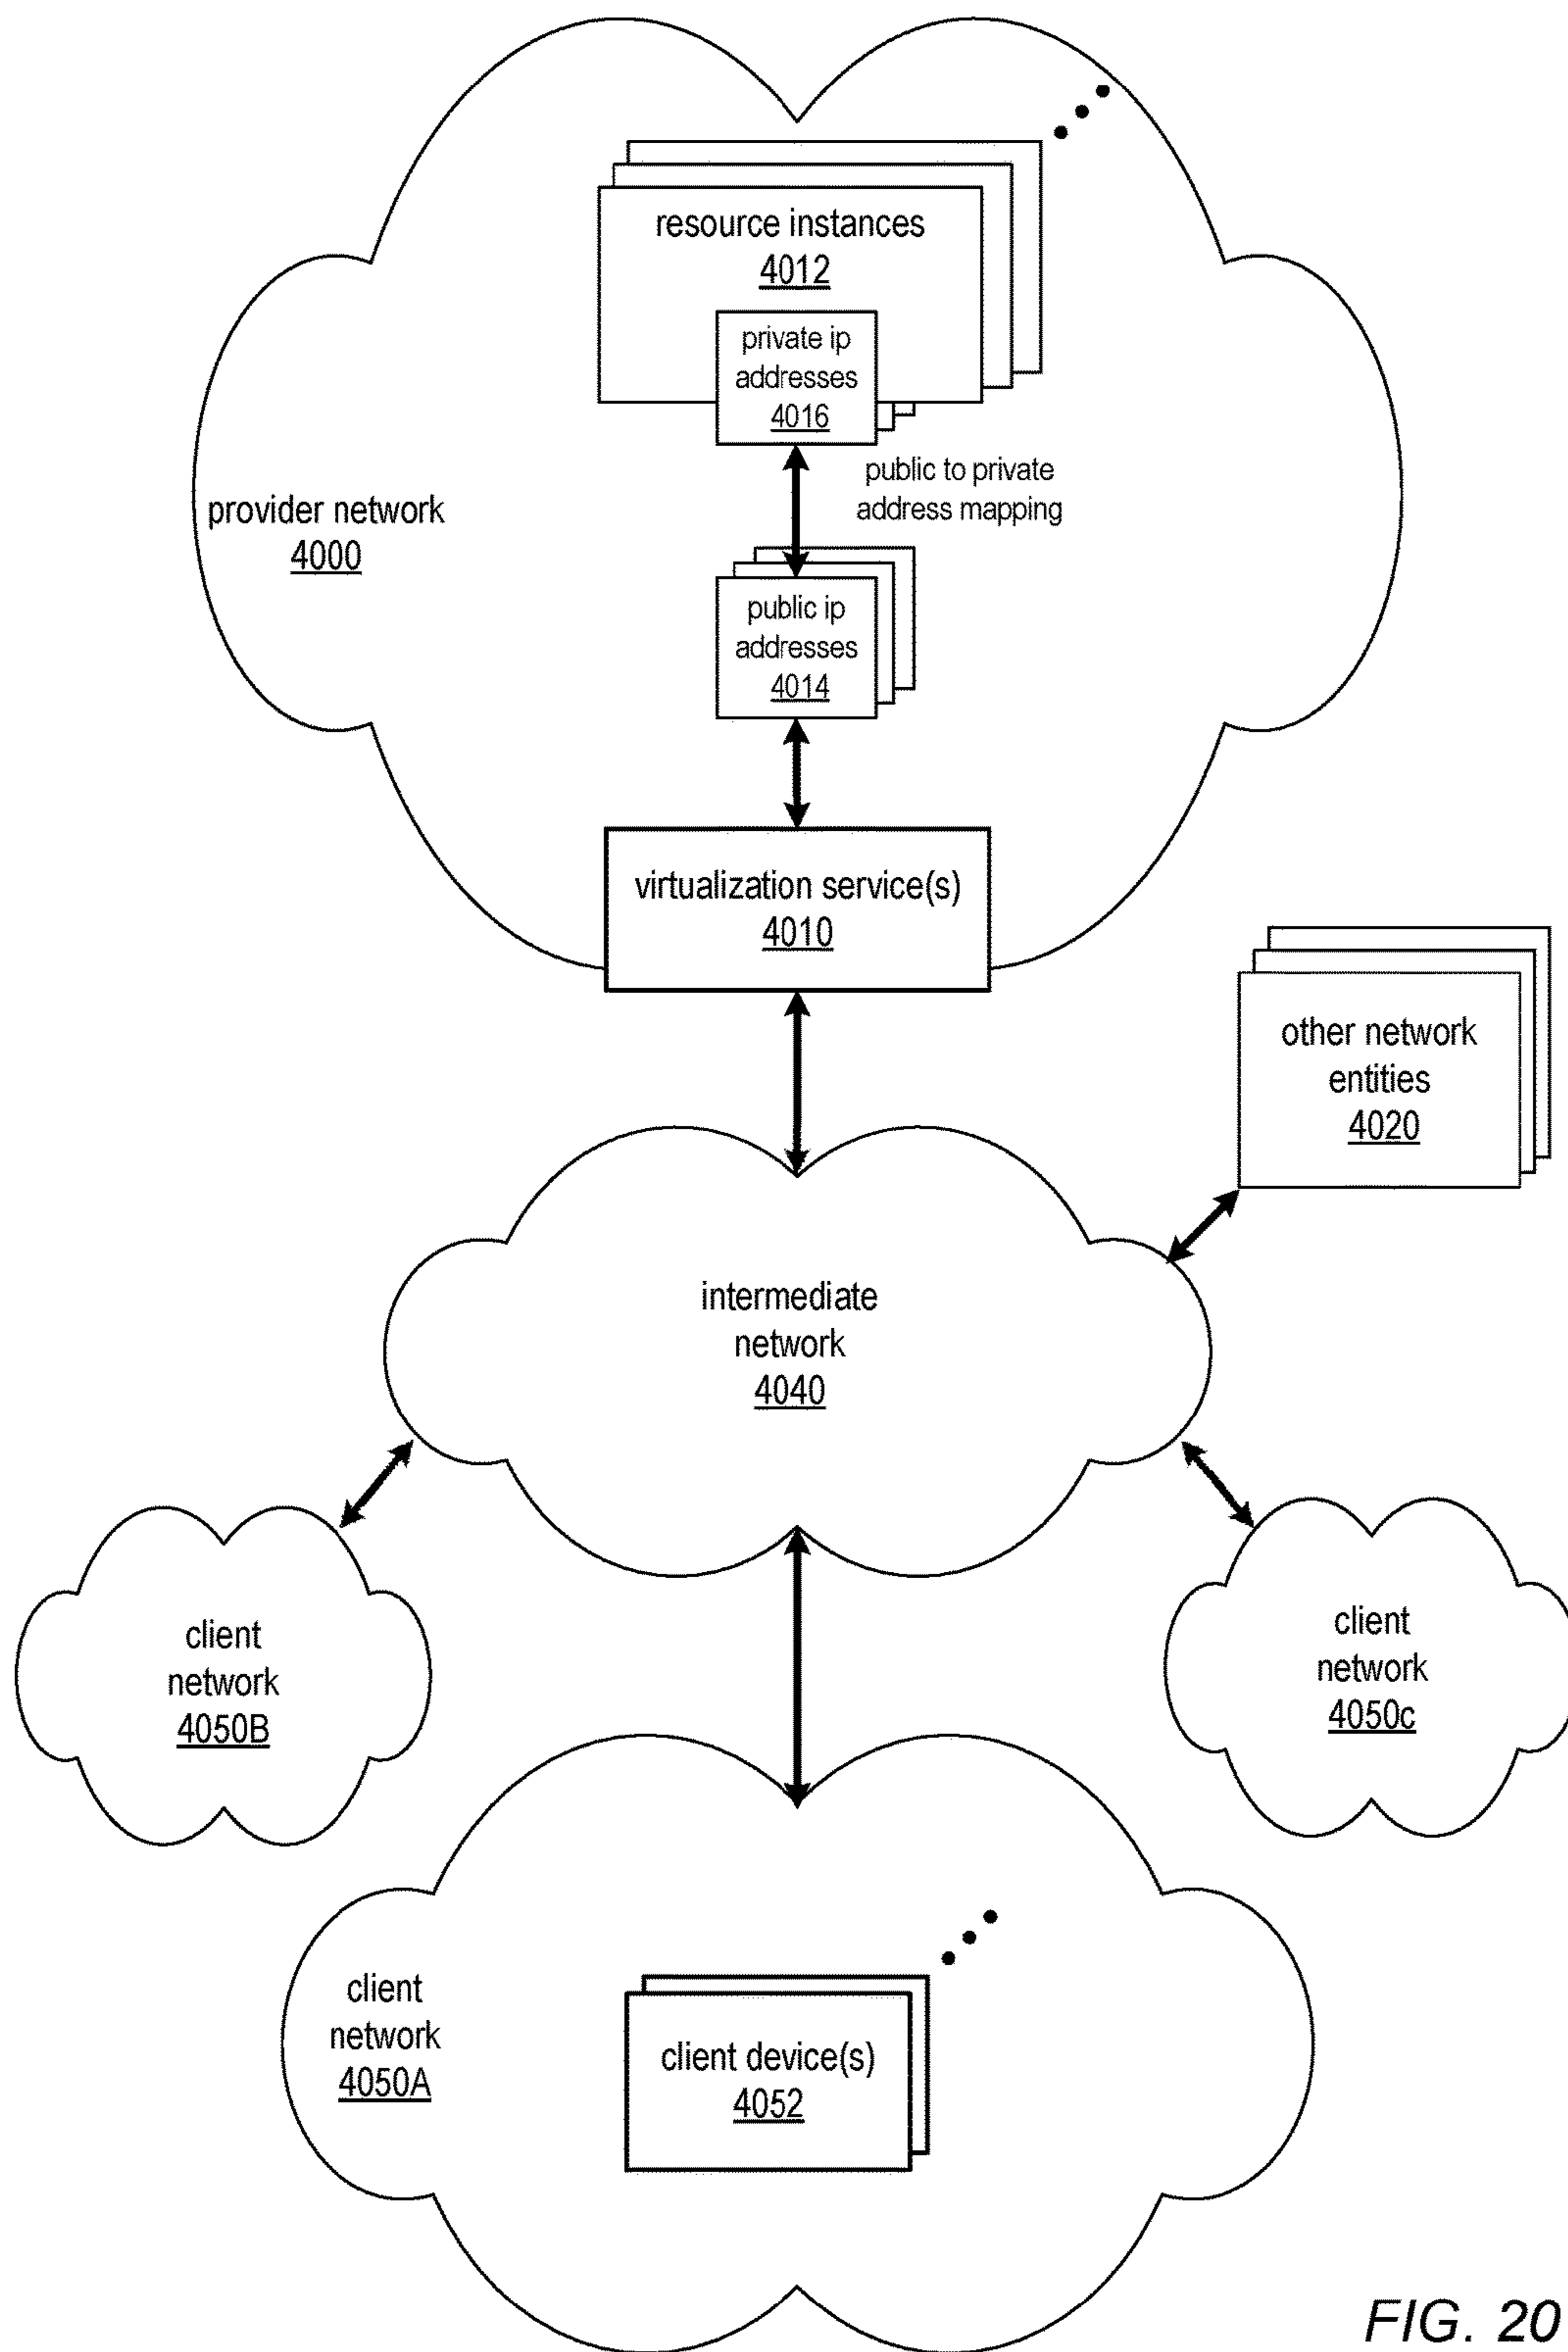 resource instances
4012
private ip
addresses
4016
public to private
address mapping
provider network
4000
public ip
addresses
4014
virtualization service(s)
4010
other network
entities
4020
intermediate
network
4040
client
network
4050B
client
network
4050c
client
network
4050A
client device(s)
4052
FIG. 20